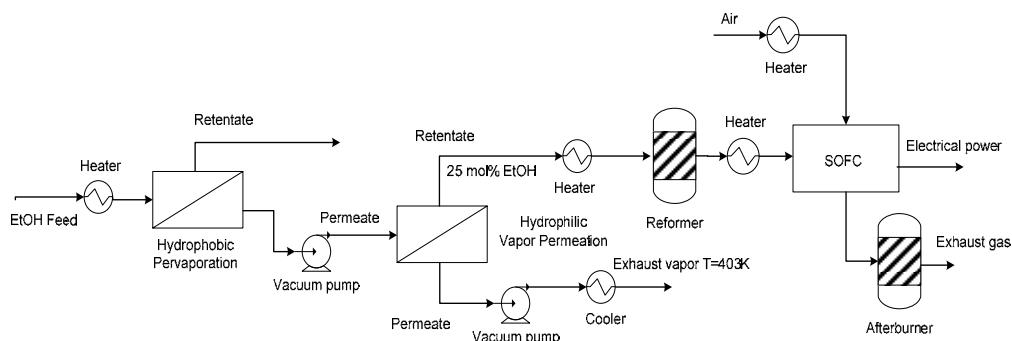 Air
Heater
Retentate
Retentate
Heater
Heater
Electrical power
SOFC
25 mol% EtOH
Heater
EtOH Feed
Permeate
Hydrophilic
Vapor Permeation
Reformer
Hydrophobic
Pervaporation
Exhaust gas
Vacuum pump
Exhaust vapor T=403K
Permeate
Cooler
Vacuum pump
Afterburner